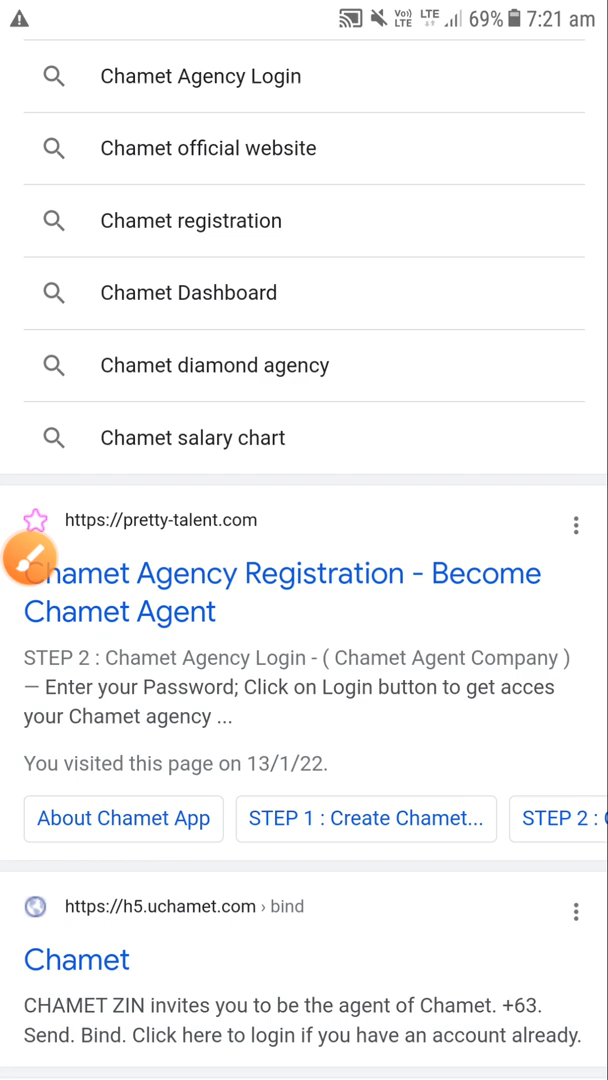 Vo)) LTE LTE 69% 7:21 am
Chamet Agency Login
Chamet official website
Chamet registration
Chamet Dashboard
Chamet diamond agency
Chamet salary chart
https://pretty-talent.com
Chamet Agency Registration - Become
Chamet Agent
STEP 2 : Chamet Agency Login - ( Chamet Agent Company )
— Enter your Password; Click on Login button to get acces
your Chamet agency ...
You visited this page on 13/1/22.
About Chamet App STEP 1 : Create Chamet... STEP 2 :
https://h5.uchamet.com › bind
Chamet
CHAMET ZIN invites you to be the agent of Chamet. +63.
Send. Bind. Click here to login if you have an account already.